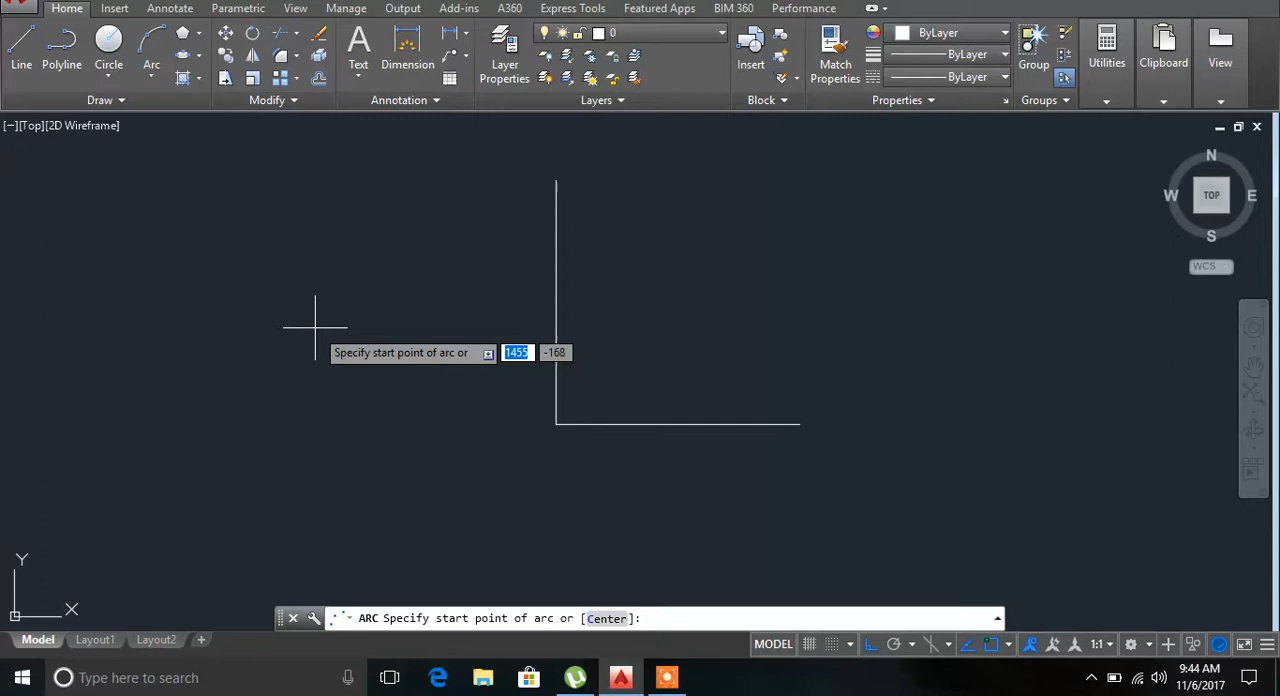 Home Insert Annotate Parametric View Manage Output Add-ins A360 Express Tools Featured Apps BIM 360 Performance
Line Polyline Circle Arc
Text Dimension
Layer Properties
0
Insert
Match Properties
ByLayer
ByLayer
ByLayer
Group
Utilities
Clipboard
View
Draw Modify Annotation Layers Block Properties Groups
[−][Top][2D Wireframe]
N
W TOP E
S
WCS
Specify start point of arc or 1455 -168
Y
X
ARC Specify start point of arc or [Center]:
Model Layout1 Layout2 +
MODEL 1:1
Type here to search
9:44 AM
11/6/2017